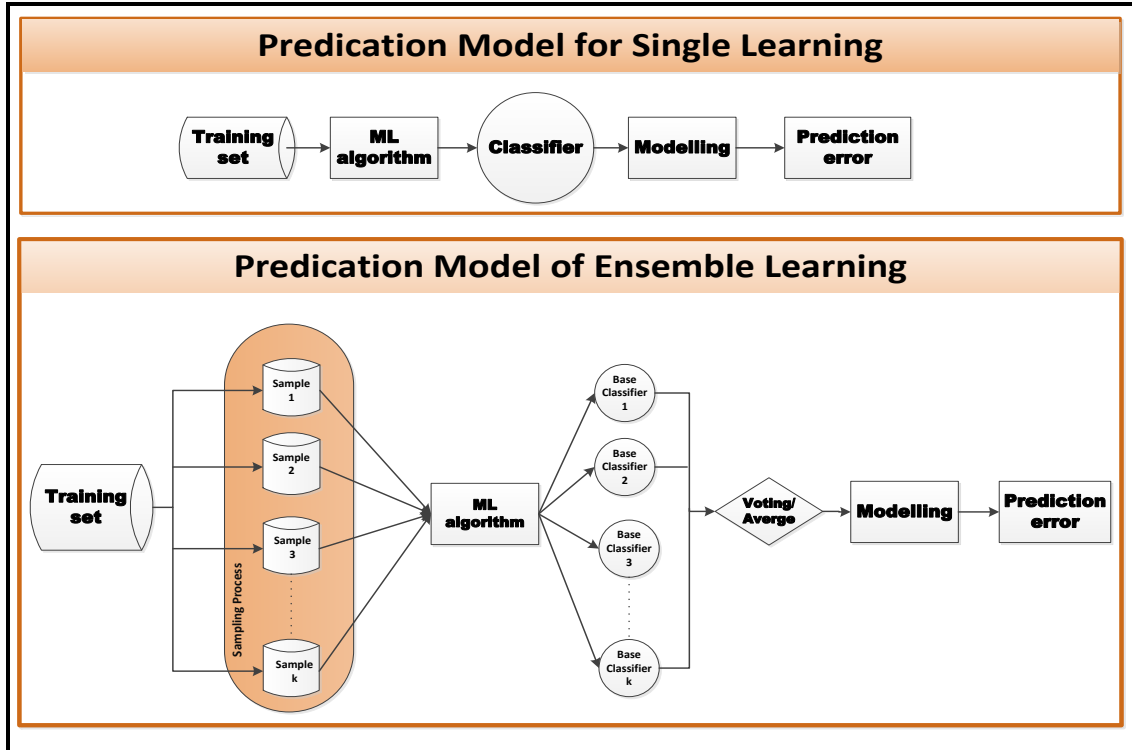 Predication Model for Single Learning
Training
set
ML
algorithm
Classifier
Modelling
Prediction
error
Predication Model of Ensemble Learning
Training
set
Sampling Process
Sample
1
Sample
2
Sample
3
Sample
k
ML
algorithm
Base
Classifier
1
Base
Classifier
2
Base
Classifier
3
Base
Classifier
k
Voting/
Averge
Modelling
Prediction
error